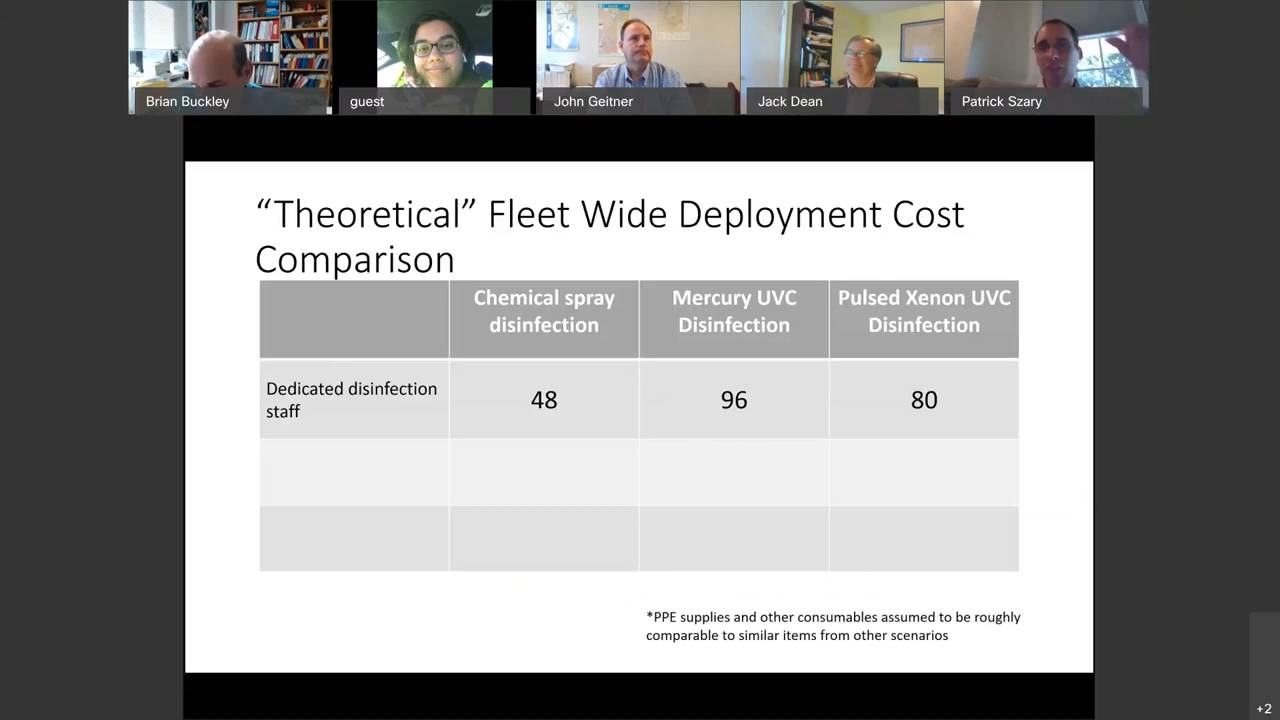 Brian Buckley
guest
John Geitner
Jack Dean
Patrick Szary
“Theoretical” Fleet Wide Deployment Cost
Comparison
Chemical spray
disinfection
Mercury UVC
Disinfection
Pulsed Xenon UVC
Disinfection
Dedicated disinfection
staff
48
96
80
*PPE supplies and other consumables assumed to be roughly
comparable to similar items from other scenarios
+2